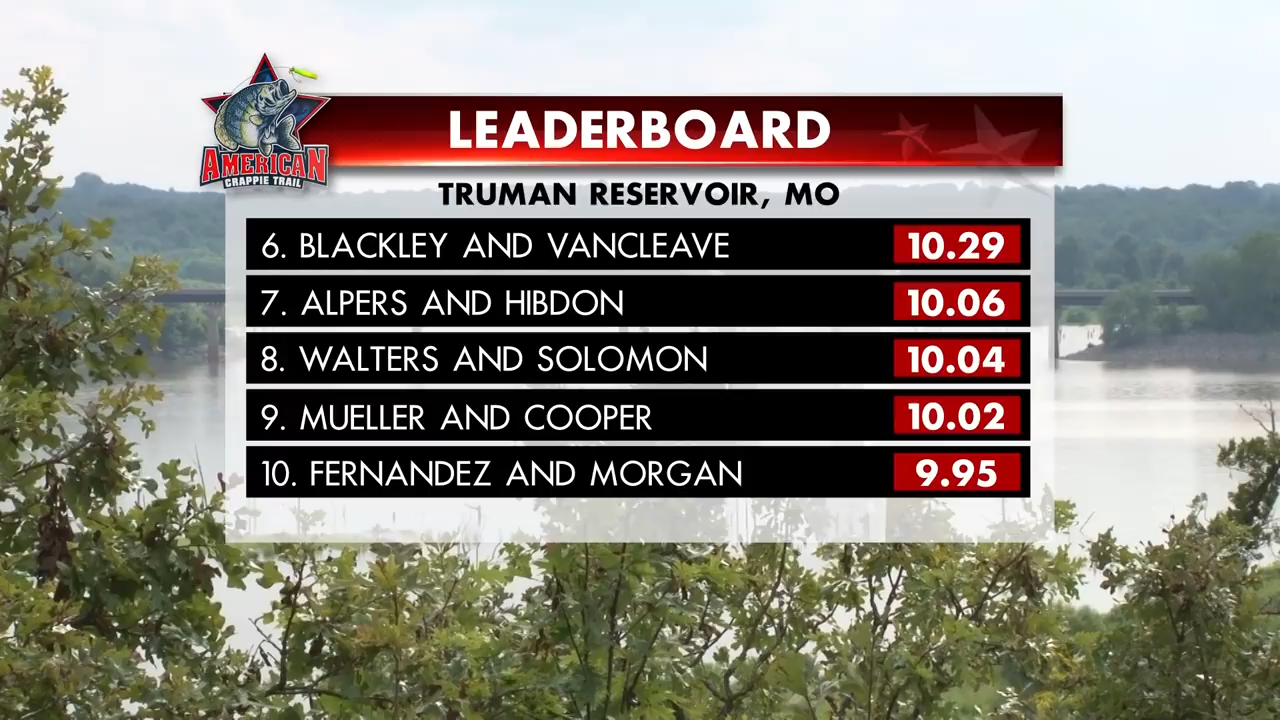 AMERICAN
CRAPPIE TRAIL
LEADERBOARD
TRUMAN RESERVOIR, MO
6. BLACKLEY AND VANCLEAVE 10.29
7. ALPERS AND HIBDON 10.06
8. WALTERS AND SOLOMON 10.04
9. MUELLER AND COOPER 10.02
10. FERNANDEZ AND MORGAN 9.95